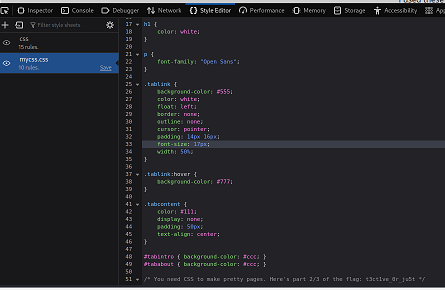 Inspector Console Debugger Network Style Editor Performance Memory Storage Accessibility
Filter style sheets
css
15 rules.
mycss.css
10 rules. Save
17 h1 {
18 color: white;
19 }
20
21 p {
22 font-family: "Open Sans";
23 }
24
25 .tablink {
26 background-color: #555;
27 color: white;
28 float: left;
29 border: none;
30 outline: none;
31 cursor: pointer;
32 padding: 14px 16px;
33 font-size: 17px;
34 width: 50%;
35 }
36
37 .tablink:hover {
38 background-color: #777;
39 }
40
41 .tabcontent {
42 color: #111;
43 display: none;
44 padding: 50px;
45 text-align: center;
46 }
47
48 #tabintro { background-color: #ccc; }
49 #tababout { background-color: #ccc; }
50
51 /* You need CSS to make pretty pages. Here's part 2/3 of the flag: t3ct1ve_0r_ju5t */